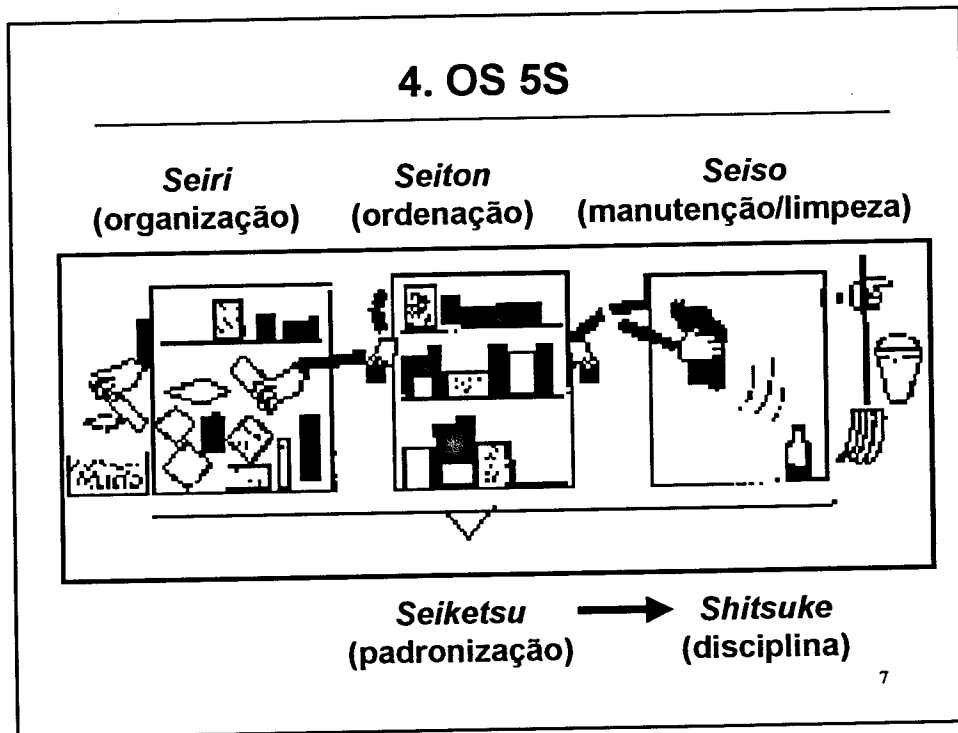 4. OS 5S
Seiri
(organização)
Seiton
(ordenação)
Seiso
(manutenção/limpeza)
Seiketsu
(padronização)
Shitsuke
(disciplina)
7